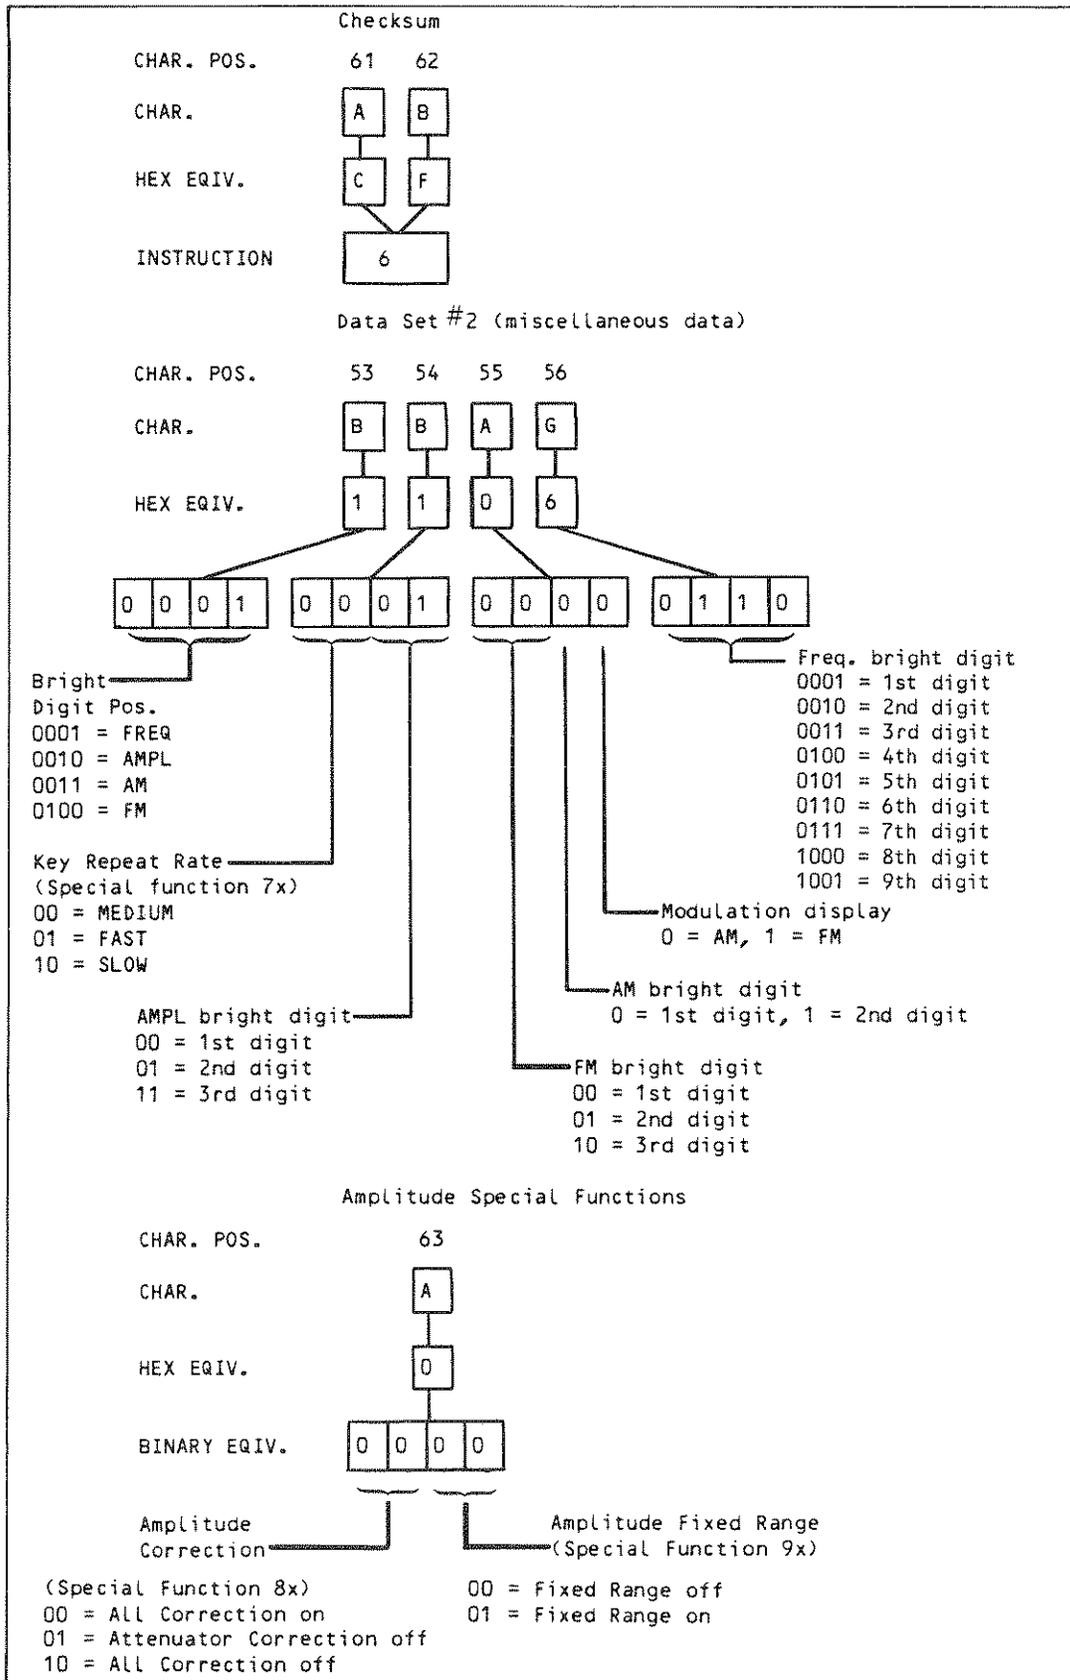 Checksum
CHAR. POS. 61 62
CHAR. A B
HEX EQIV. C F
INSTRUCTION 6
Data Set #2 (miscellaneous data)
CHAR. POS. 53 54 55 56
CHAR. B B A G
HEX EQIV. 1 1 0 6
0 0 0 1 0 0 0 1 0 0 0 0 0 1 1 0
Bright
Digit Pos.
0001 = FREQ
0010 = AMPL
0011 = AM
0100 = FM
Freq. bright digit
0001 = 1st digit
0010 = 2nd digit
0011 = 3rd digit
0100 = 4th digit
0101 = 5th digit
0110 = 6th digit
0111 = 7th digit
1000 = 8th digit
1001 = 9th digit
Key Repeat Rate
(Special function 7x)
00 = MEDIUM
01 = FAST
10 = SLOW
Modulation display
0 = AM, 1 = FM
AM bright digit
0 = 1st digit, 1 = 2nd digit
AMPL bright digit
00 = 1st digit
01 = 2nd digit
11 = 3rd digit
FM bright digit
00 = 1st digit
01 = 2nd digit
10 = 3rd digit
Amplitude Special Functions
CHAR. POS. 63
CHAR. A
HEX EQIV. 0
BINARY EQIV. 0 0 0 0
Amplitude
Correction
(Special Function 8x)
00 = All Correction on
01 = Attenuator Correction off
10 = All Correction off
Amplitude Fixed Range
(Special Function 9x)
00 = Fixed Range off
01 = Fixed Range on